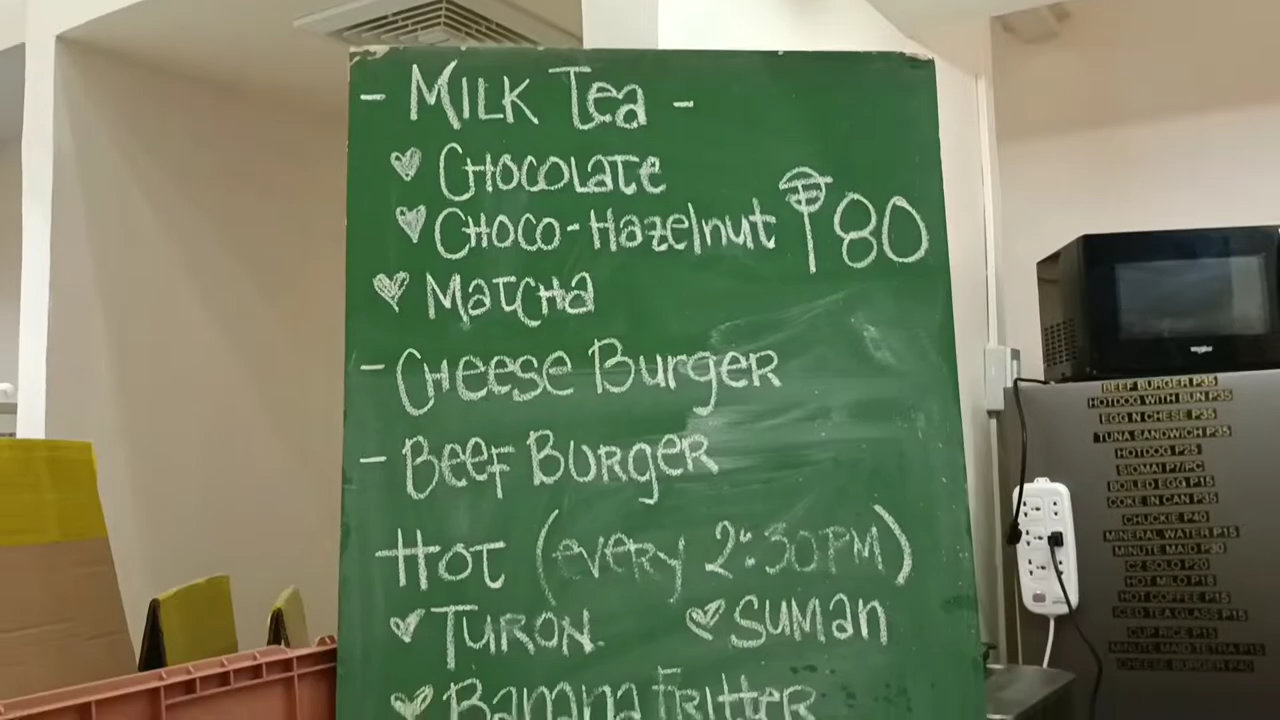 - MILK Tea -
CHOCOLATE
CHOCO-HazelNuT ₱80
MaTCHa
- CHeese BurgeR
- BeeF BuRgeR
HOT (eveRy 2:30PM)
TURON
SUMan
Banana FRiTTeR
BEEF BURGER P35
HOTDOG WITH BUN P35
EGG N CHESE P35
TUNA SANDWICH P35
HOTDOG P25
SIOMAI P7/PC
BOILED EGG P15
COKE IN CAN P35
CHUCKIE P40
MINERAL WATER P15
MINUTE MAID P30
C2 SOLO P20
HOT MILO P18
HOT COFFEE P15
ICED TEA GLASS P15
CUP RICE P15
MINUTE MAID TETRA P15
CHEESE BURGER P40